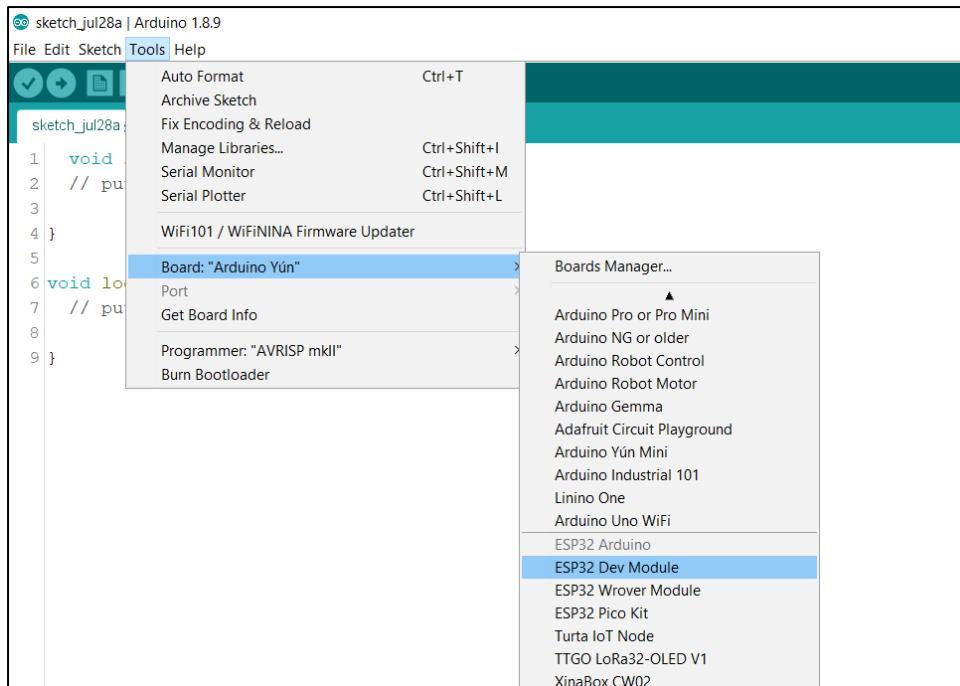 sketch_jul28a | Arduino 1.8.9
File Edit Sketch Tools Help
sketch_jul28a
Auto Format Ctrl+T
Archive Sketch
Fix Encoding & Reload
Manage Libraries... Ctrl+Shift+I
Serial Monitor Ctrl+Shift+M
Serial Plotter Ctrl+Shift+L
WiFi101 / WiFiNINA Firmware Updater
Board: "Arduino Yún"
Port
Get Board Info
Programmer: "AVRISP mkII"
Burn Bootloader
1 void
2 // pu
3
4 }
5
6 void loo
7 // pu
8
9 }
Boards Manager...
Arduino Pro or Pro Mini
Arduino NG or older
Arduino Robot Control
Arduino Robot Motor
Arduino Gemma
Adafruit Circuit Playground
Arduino Yún Mini
Arduino Industrial 101
Linino One
Arduino Uno WiFi
ESP32 Arduino
ESP32 Dev Module
ESP32 Wrover Module
ESP32 Pico Kit
Turta IoT Node
TTGO LoRa32-OLED V1
XinaBox CW02